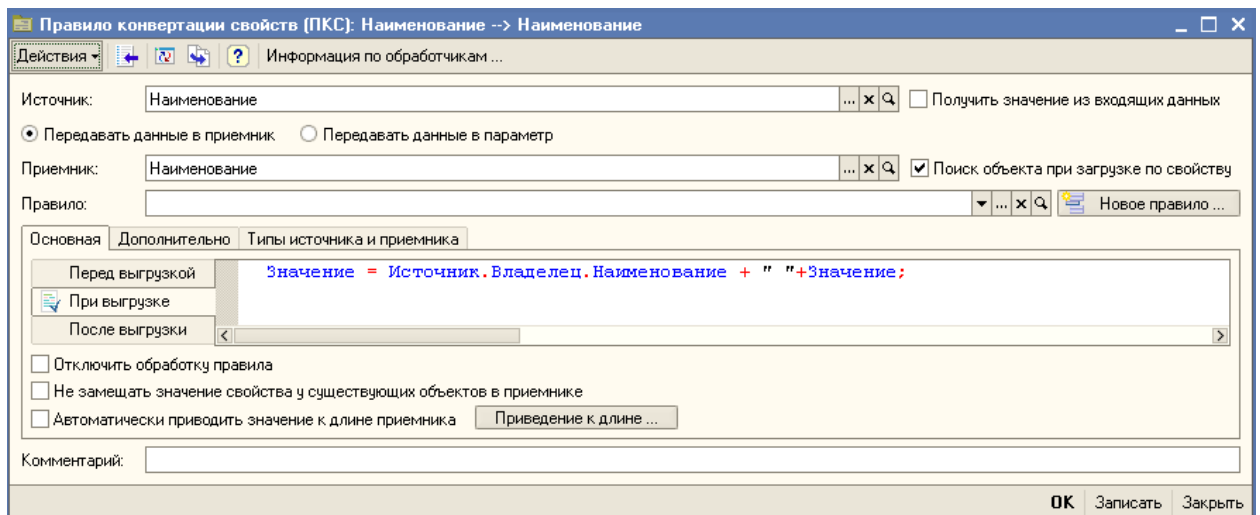 Правило конвертации свойств (ПКС): Наименование --> Наименование
Действия Информация по обработчикам ...
Источник: Наименование ... x Получить значение из входящих данных
Передавать данные в приемник Передавать данные в параметр
Приемник: Наименование ... x Поиск объекта при загрузке по свойству
Правило: ... x Новое правило ...
Основная Дополнительно Типы источника и приемника
Перед выгрузкой Значение = Источник.Владелец.Наименование + " "+Значение;
При выгрузке
После выгрузки
Отключить обработку правила
Не замещать значение свойства у существующих объектов в приемнике
Автоматически приводить значение к длине приемника Приведение к длине ...
Комментарий:
OK Записать Закрыть